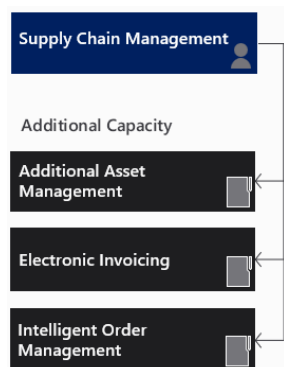 Supply Chain Management
Additional Capacity
Additional Asset
Management
Electronic Invoicing
Intelligent Order
Management